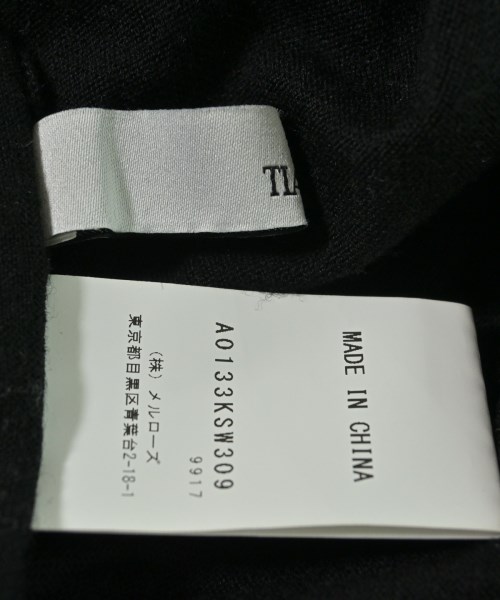 TIA
MADE IN CHINA
A0133KSW309
9917
(株) メルローズ
東京都目黒区青葉台2-18-1